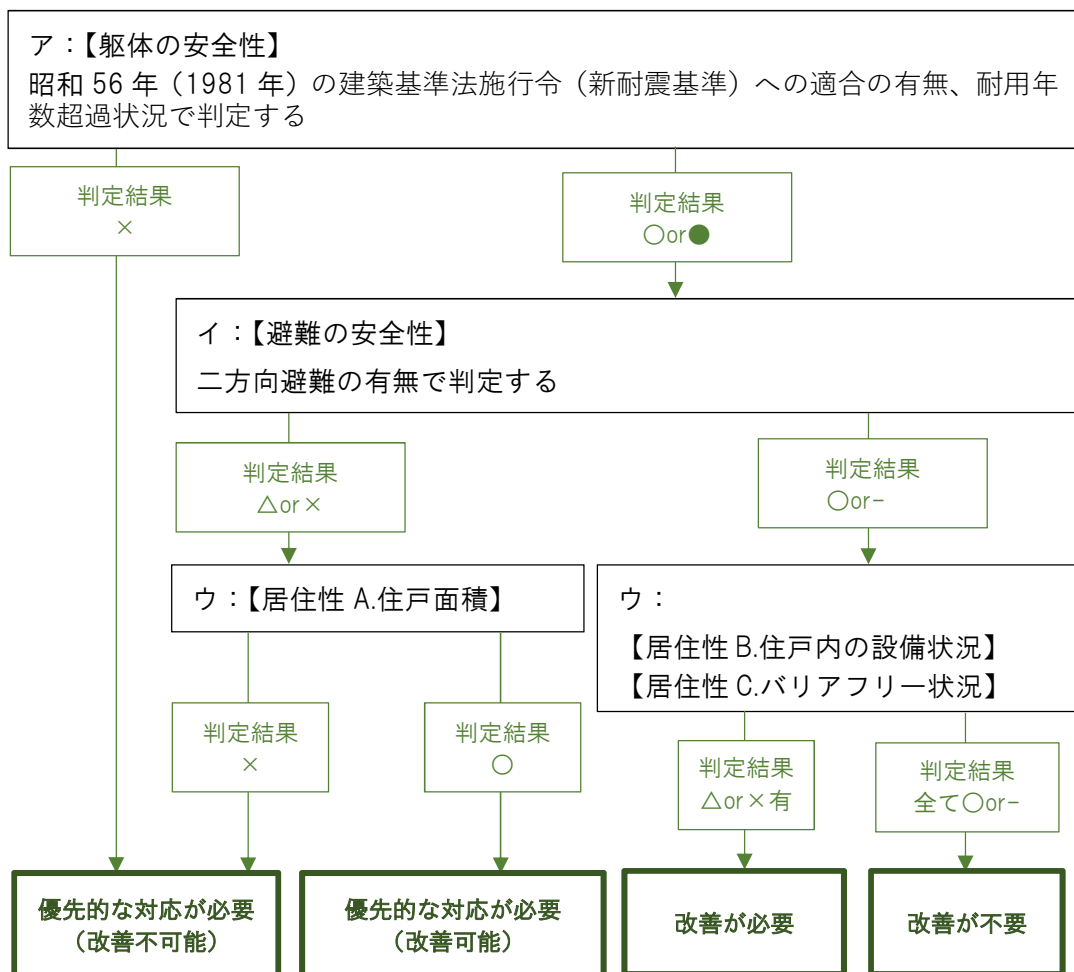 ア：【躯体の安全性】
昭和 56 年（1981 年）の建築基準法施行令（新耐震基準）への適合の有無、耐用年
数超過状況で判定する
判定結果
×
判定結果
〇or●
イ：【避難の安全性】
二方向避難の有無で判定する
判定結果
△or×
判定結果
〇or-
ウ：【居住性 A.住戸面積】
ウ：
【居住性 B.住戸内の設備状況】
【居住性 C.バリアフリー状況】
判定結果
×
判定結果
〇
判定結果
△or×有
判定結果
全て〇or-
優先的な対応が必要
（改善不可能）
優先的な対応が必要
（改善可能）
改善が必要
改善が不要